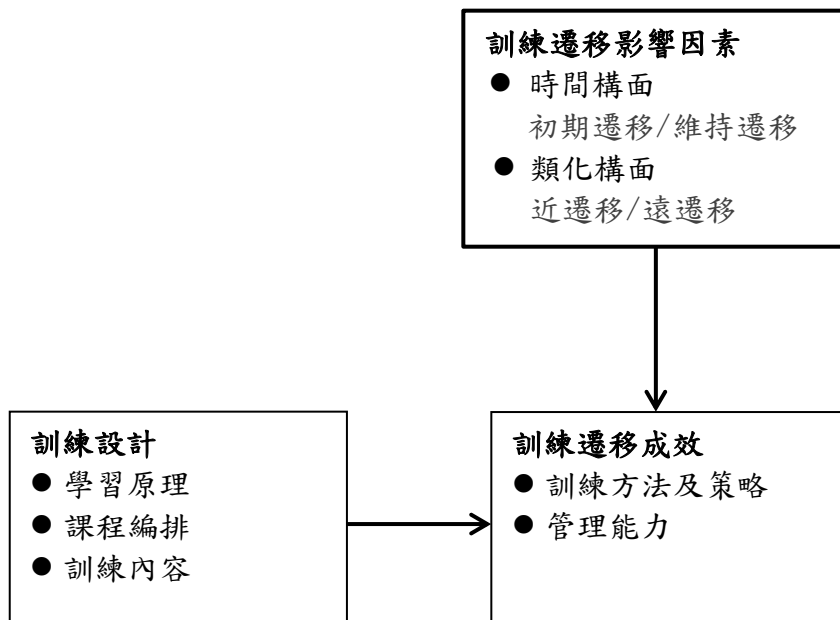 訓練遷移影響因素
● 時間構面
初期遷移/維持遷移
● 類化構面
近遷移/遠遷移
訓練設計
● 學習原理
● 課程編排
● 訓練內容
訓練遷移成效
● 訓練方法及策略
● 管理能力